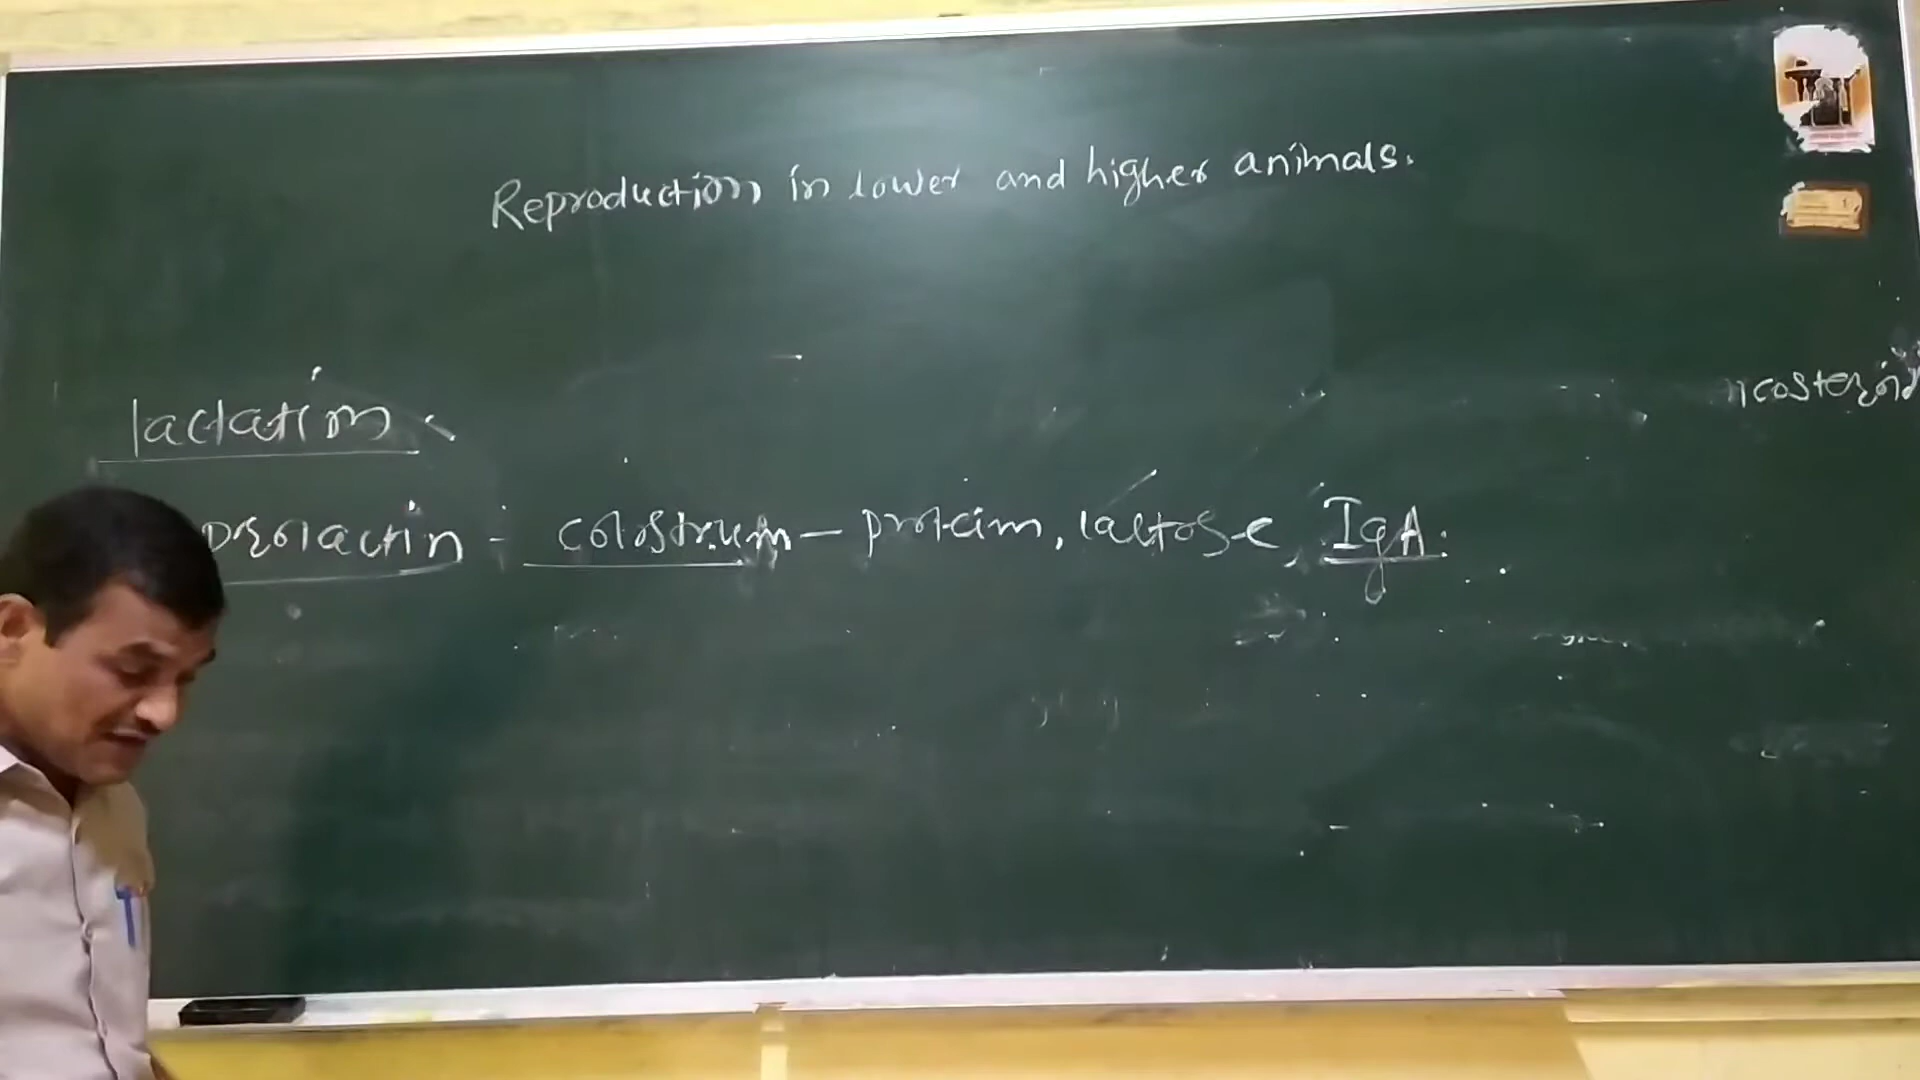 Reproduction in lower and higher animals.
lactation
prolactin - colostrum - protein, lactose, IgA.